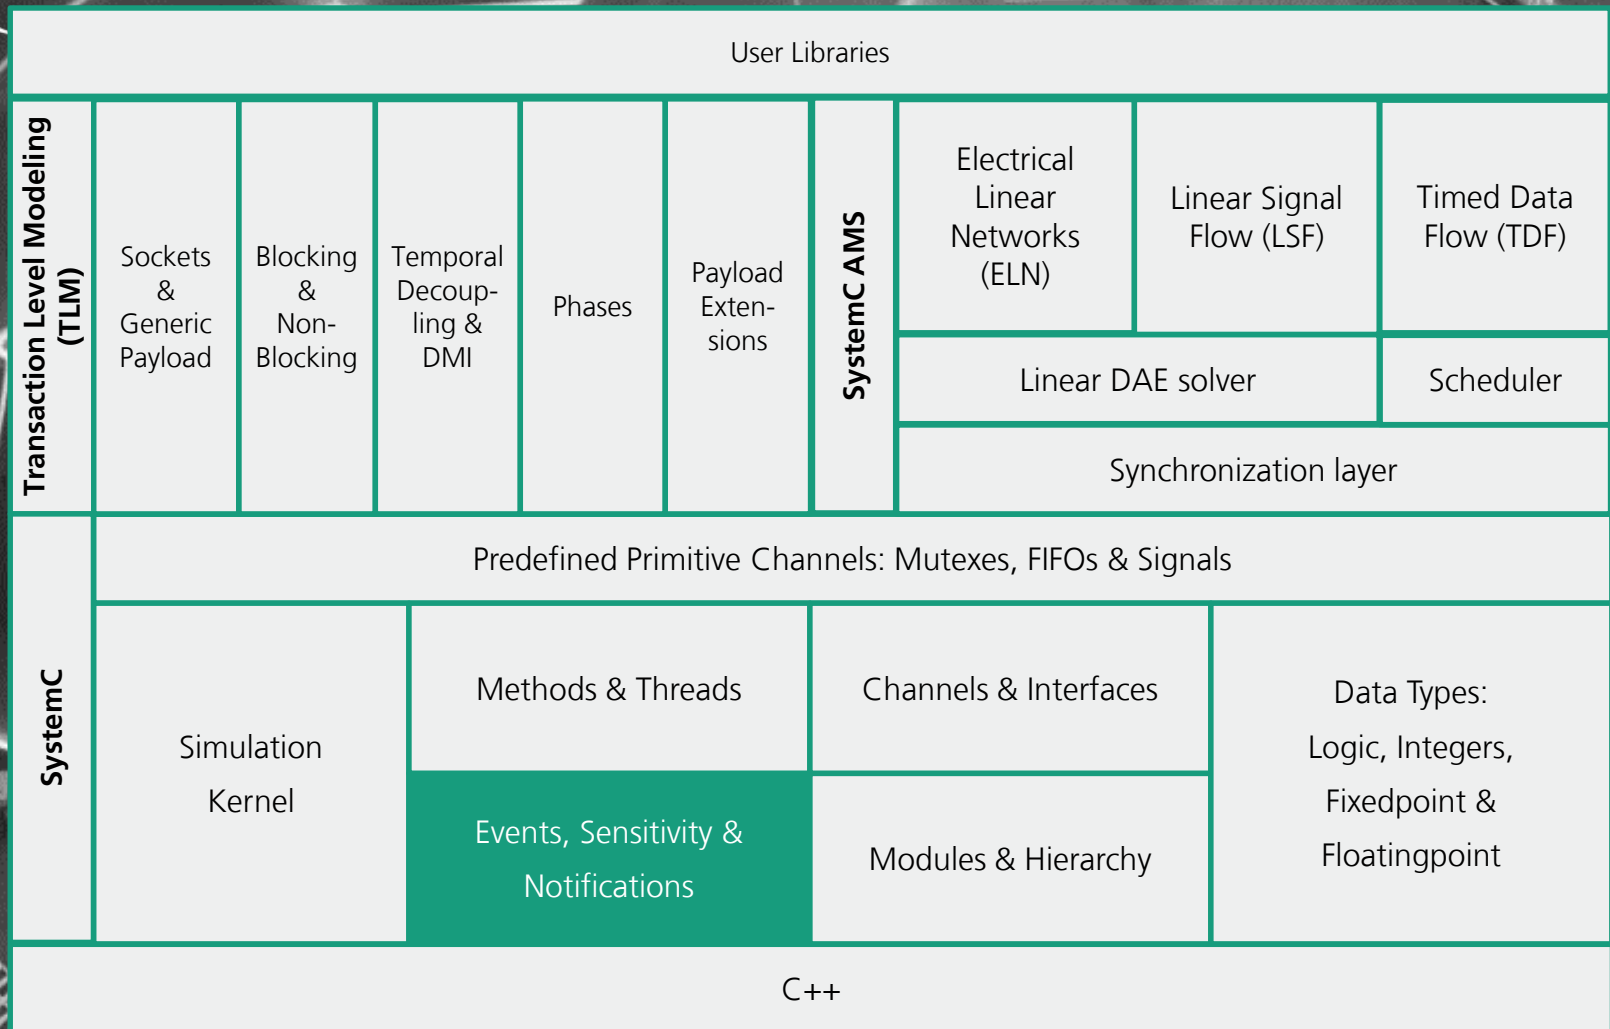 User Libraries
Transaction Level Modeling
(TLM)
Sockets
&
Generic
Payload
Blocking
&
Non-
Blocking
Temporal
Decoup-
ling &
DMI
Phases
Payload
Exten-
sions
SystemC AMS
Electrical
Linear
Networks
(ELN)
Linear Signal
Flow (LSF)
Timed Data
Flow (TDF)
Linear DAE solver
Scheduler
Synchronization layer
SystemC
Predefined Primitive Channels: Mutexes, FIFOs & Signals
Simulation
Kernel
Methods & Threads
Channels & Interfaces
Events, Sensitivity &
Notifications
Modules & Hierarchy
Data Types:
Logic, Integers,
Fixedpoint &
Floatingpoint
C++